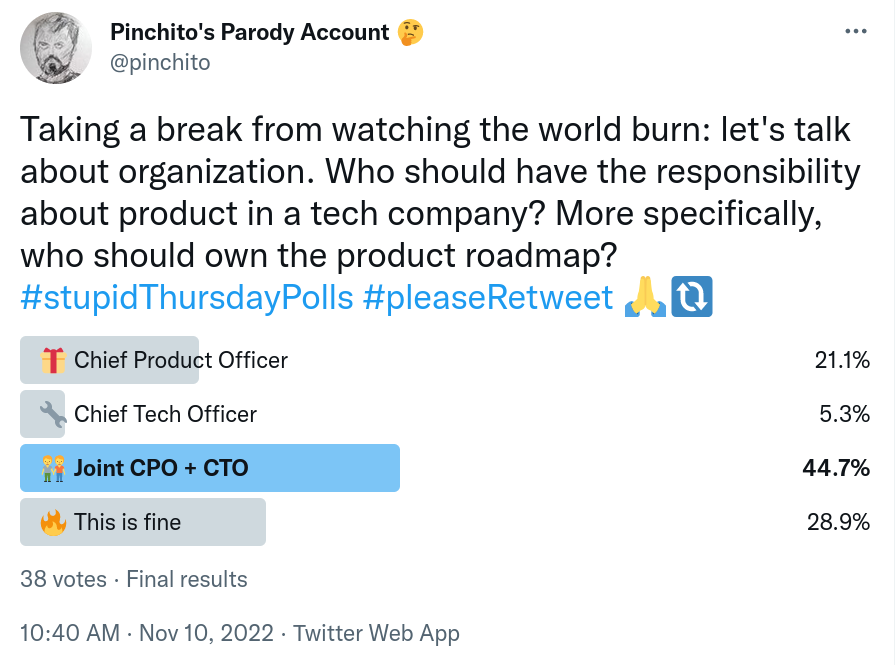 Pinchito's Parody Account 🤔
@pinchito
Taking a break from watching the world burn: let's talk
about organization. Who should have the responsibility
about product in a tech company? More specifically,
who should own the product roadmap?
#stupidThursdayPolls #pleaseRetweet 🙏🔃
🎁 Chief Product Officer 21.1%
🔧 Chief Tech Officer 5.3%
👬 Joint CPO + CTO 44.7%
🔥 This is fine 28.9%
38 votes · Final results
10:40 AM · Nov 10, 2022 · Twitter Web App